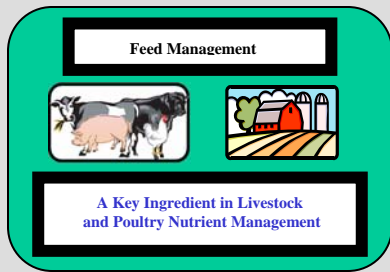 Feed Management
A Key Ingredient in Livestock
and Poultry Nutrient Management